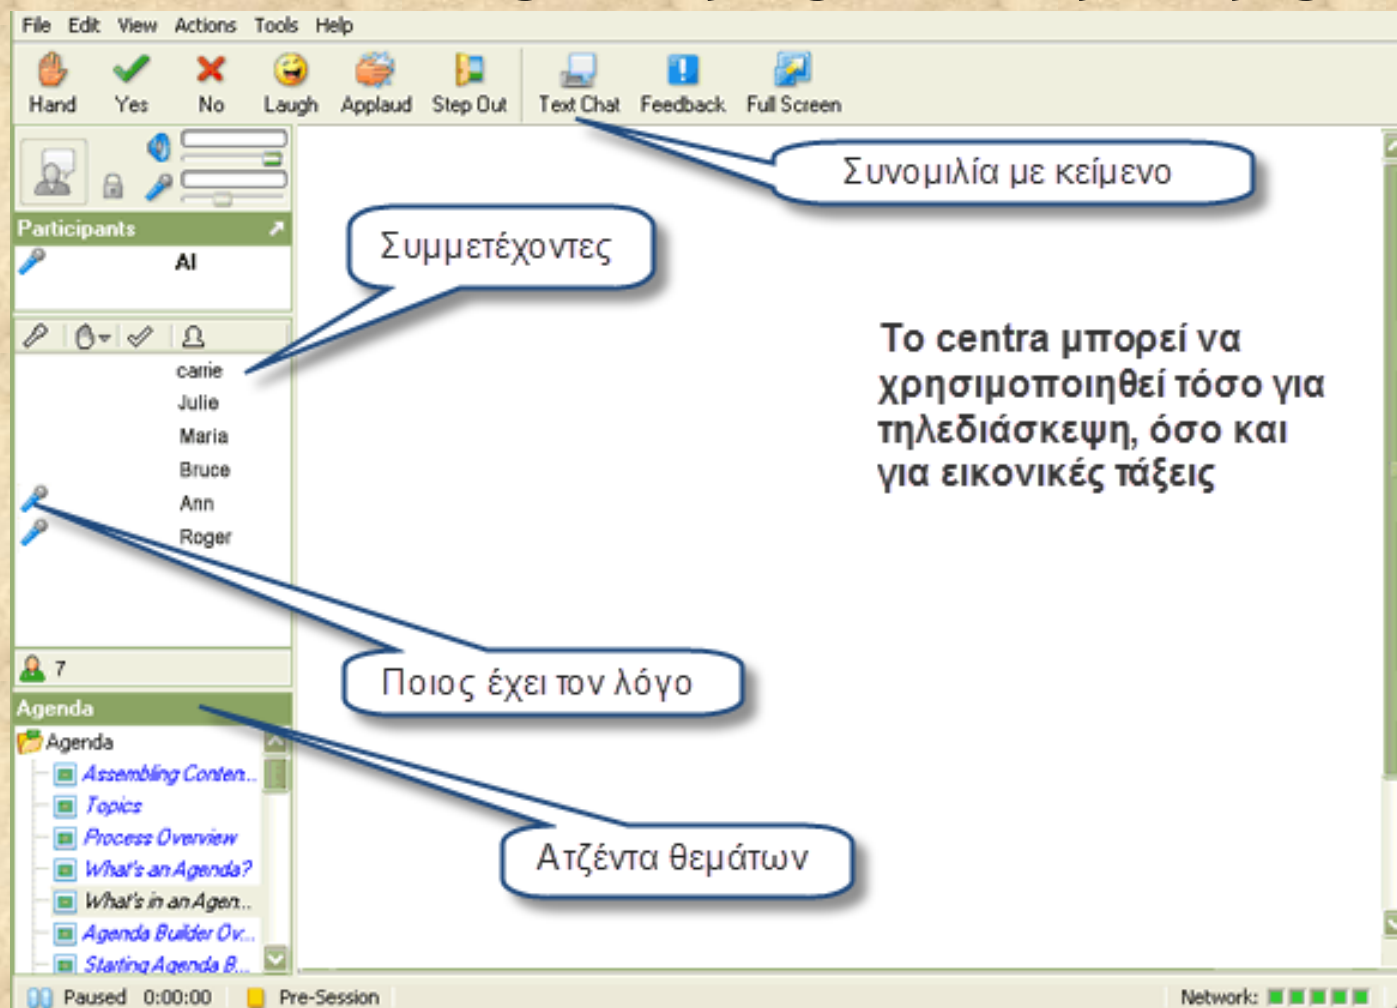 File Edit View Actions Tools Help
Hand Yes No Laugh Applaud Step Out Text Chat Feedback Full Screen
Συνομιλία με κείμενο
Participants
Al
Συμμετέχοντες
carrie
Julie
Maria
Bruce
Ann
Roger
Το centra μπορεί να
χρησιμοποιηθεί τόσο για
τηλεδιάσκεψη, όσο και
για εικονικές τάξεις
7
Ποιος έχει τον λόγο
Agenda
Agenda
Assembling Conten...
Topics
Process Overview
What's an Agenda?
What's in an Agen...
Agenda Builder Ov...
Starting Agenda B...
Ατζέντα θεμάτων
Paused 0:00:00 Pre-Session Network: